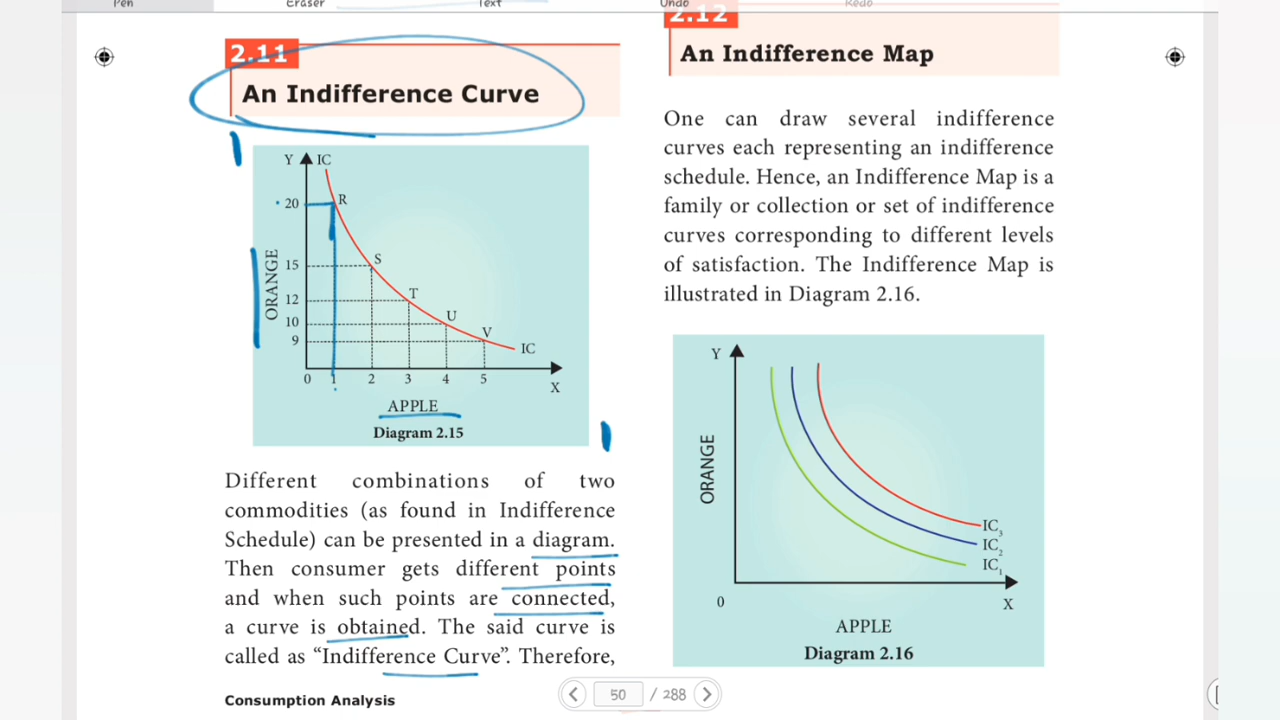 Pen
Eraser
Text
Undo
Redo
2.11
An Indifference Curve
Y
IC
20
R
15
S
12
T
10
U
9
V
IC
ORANGE
0 1 2 3 4 5
X
APPLE
Diagram 2.15
Different combinations of two
commodities (as found in Indifference
Schedule) can be presented in a diagram.
Then consumer gets different points
and when such points are connected,
a curve is obtained. The said curve is
called as “Indifference Curve”. Therefore,
Consumption Analysis
2.12
An Indifference Map
One can draw several indifference
curves each representing an indifference
schedule. Hence, an Indifference Map is a
family or collection or set of indifference
curves corresponding to different levels
of satisfaction. The Indifference Map is
illustrated in Diagram 2.16.
Y
ORANGE
IC3
IC2
IC1
0
X
APPLE
Diagram 2.16
50 / 288